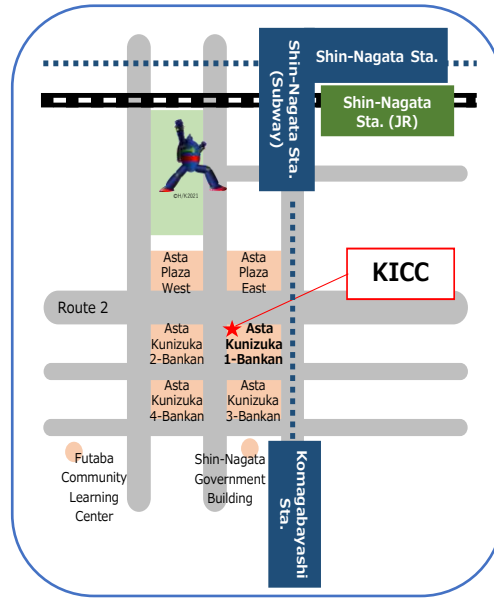 Shin-Nagata Sta.
Shin-Nagata Sta.
(Subway)
Shin-Nagata
Sta. (JR)
©H/K2021
Asta
Plaza
West
Asta
Plaza
East
KICC
Route 2
Asta
Kunizuka
2-Bankan
Asta
Kunizuka
1-Bankan
Asta
Kunizuka
4-Bankan
Asta
Kunizuka
3-Bankan
Futaba
Community
Learning
Center
Shin-Nagata
Government
Building
Komagabayashi
Sta.